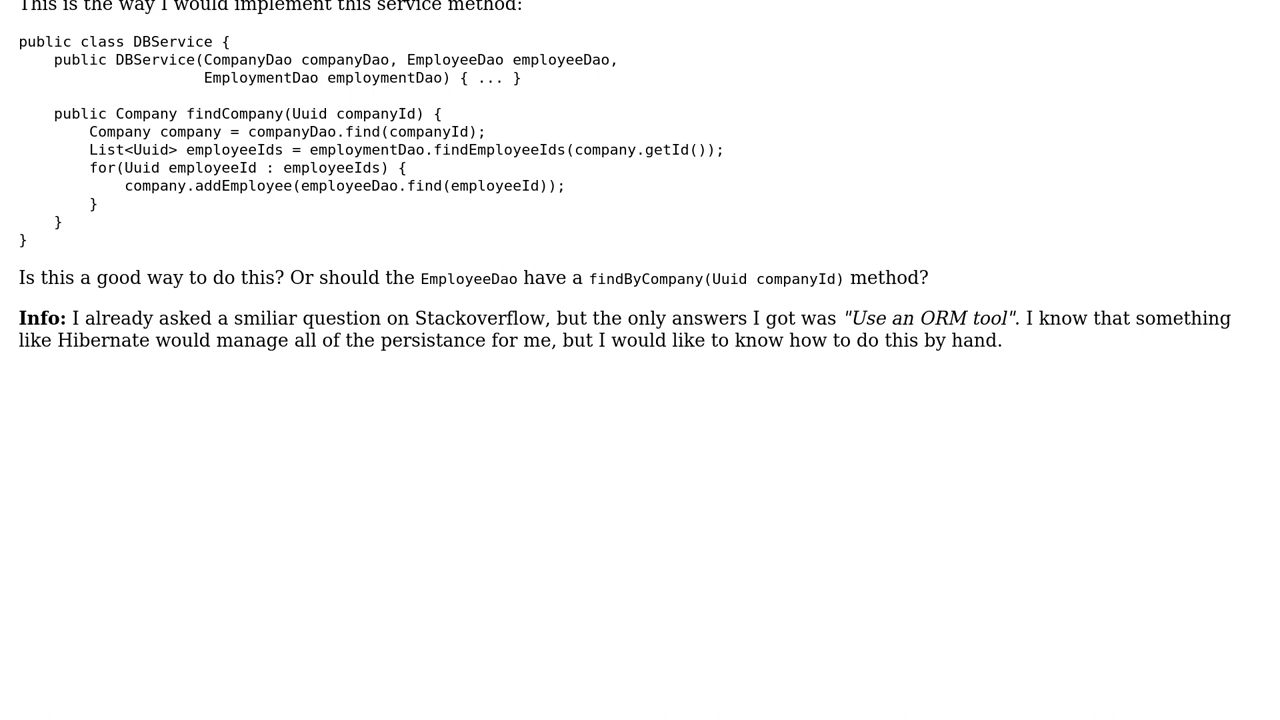 This is the way I would implement this service method:
public class DBService {
    public DBService(CompanyDao companyDao, EmployeeDao employeeDao,
                     EmploymentDao employmentDao) { ... }
    public Company findCompany(Uuid companyId) {
        Company company = companyDao.find(companyId);
        List<Uuid> employeeIds = employmentDao.findEmployeeIds(company.getId());
        for(Uuid employeeId : employeeIds) {
            company.addEmployee(employeeDao.find(employeeId));
        }
    }
}
Is this a good way to do this? Or should the EmployeeDao have a findByCompany(Uuid companyId) method?
Info: I already asked a smiliar question on Stackoverflow, but the only answers I got was "Use an ORM tool". I know that something
like Hibernate would manage all of the persistance for me, but I would like to know how to do this by hand.